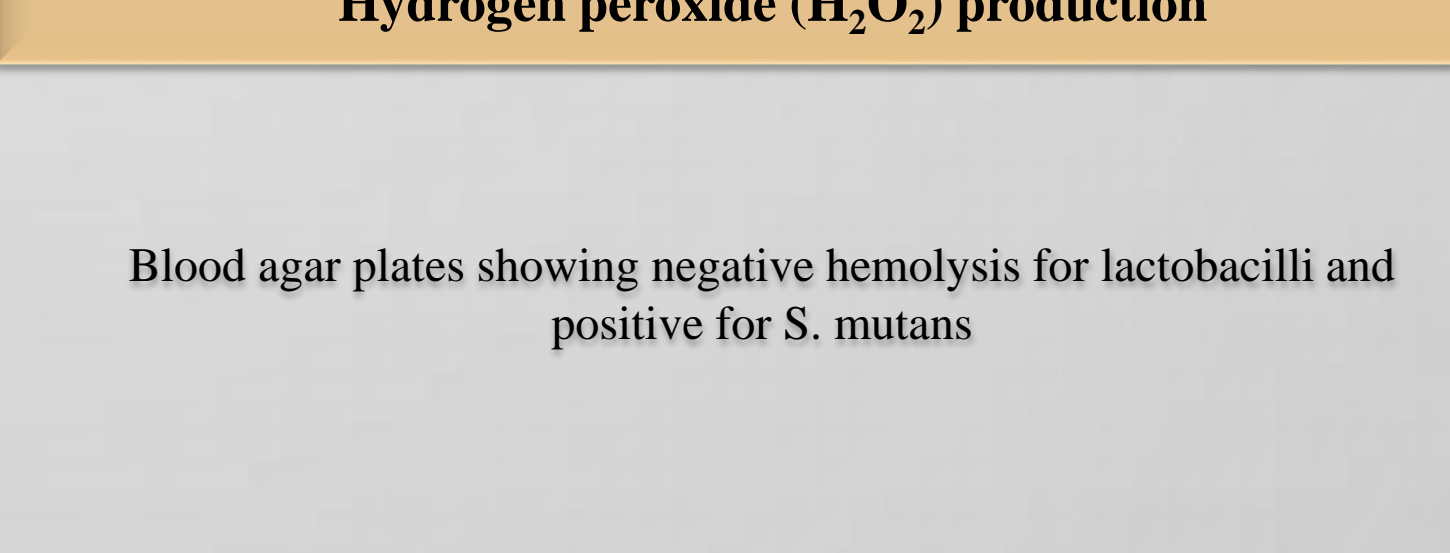 Hydrogen peroxide (H₂O₂) production
Blood agar plates showing negative hemolysis for lactobacilli and
positive for S. mutans